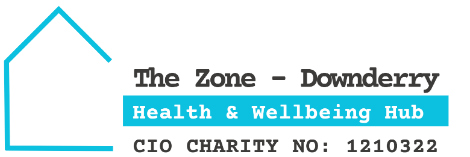 The Zone – Downderry
Health & Wellbeing Hub
CIO CHARITY NO: 1210322